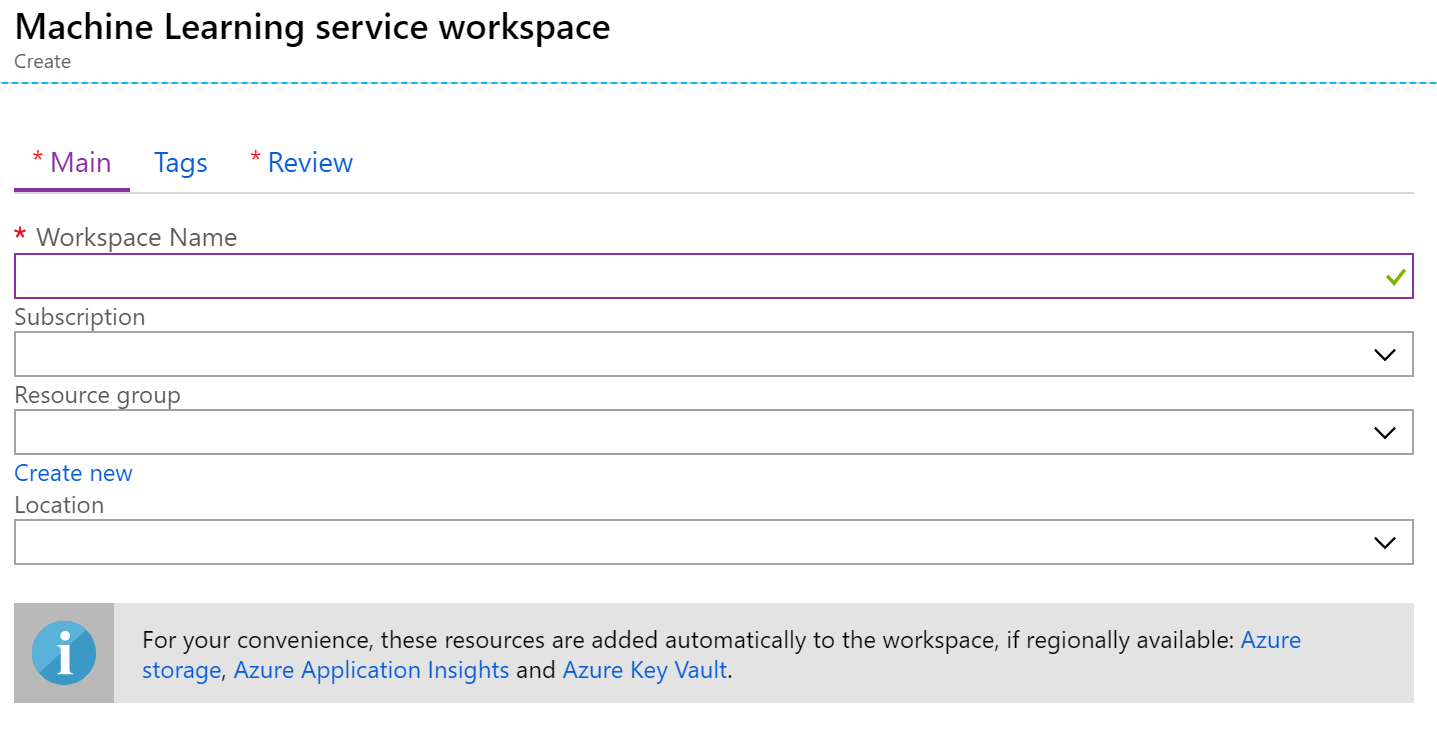 Machine Learning service workspace
Create
* Main Tags * Review
* Workspace Name
Subscription
Resource group
Create new
Location
For your convenience, these resources are added automatically to the workspace, if regionally available: Azure
storage, Azure Application Insights and Azure Key Vault.